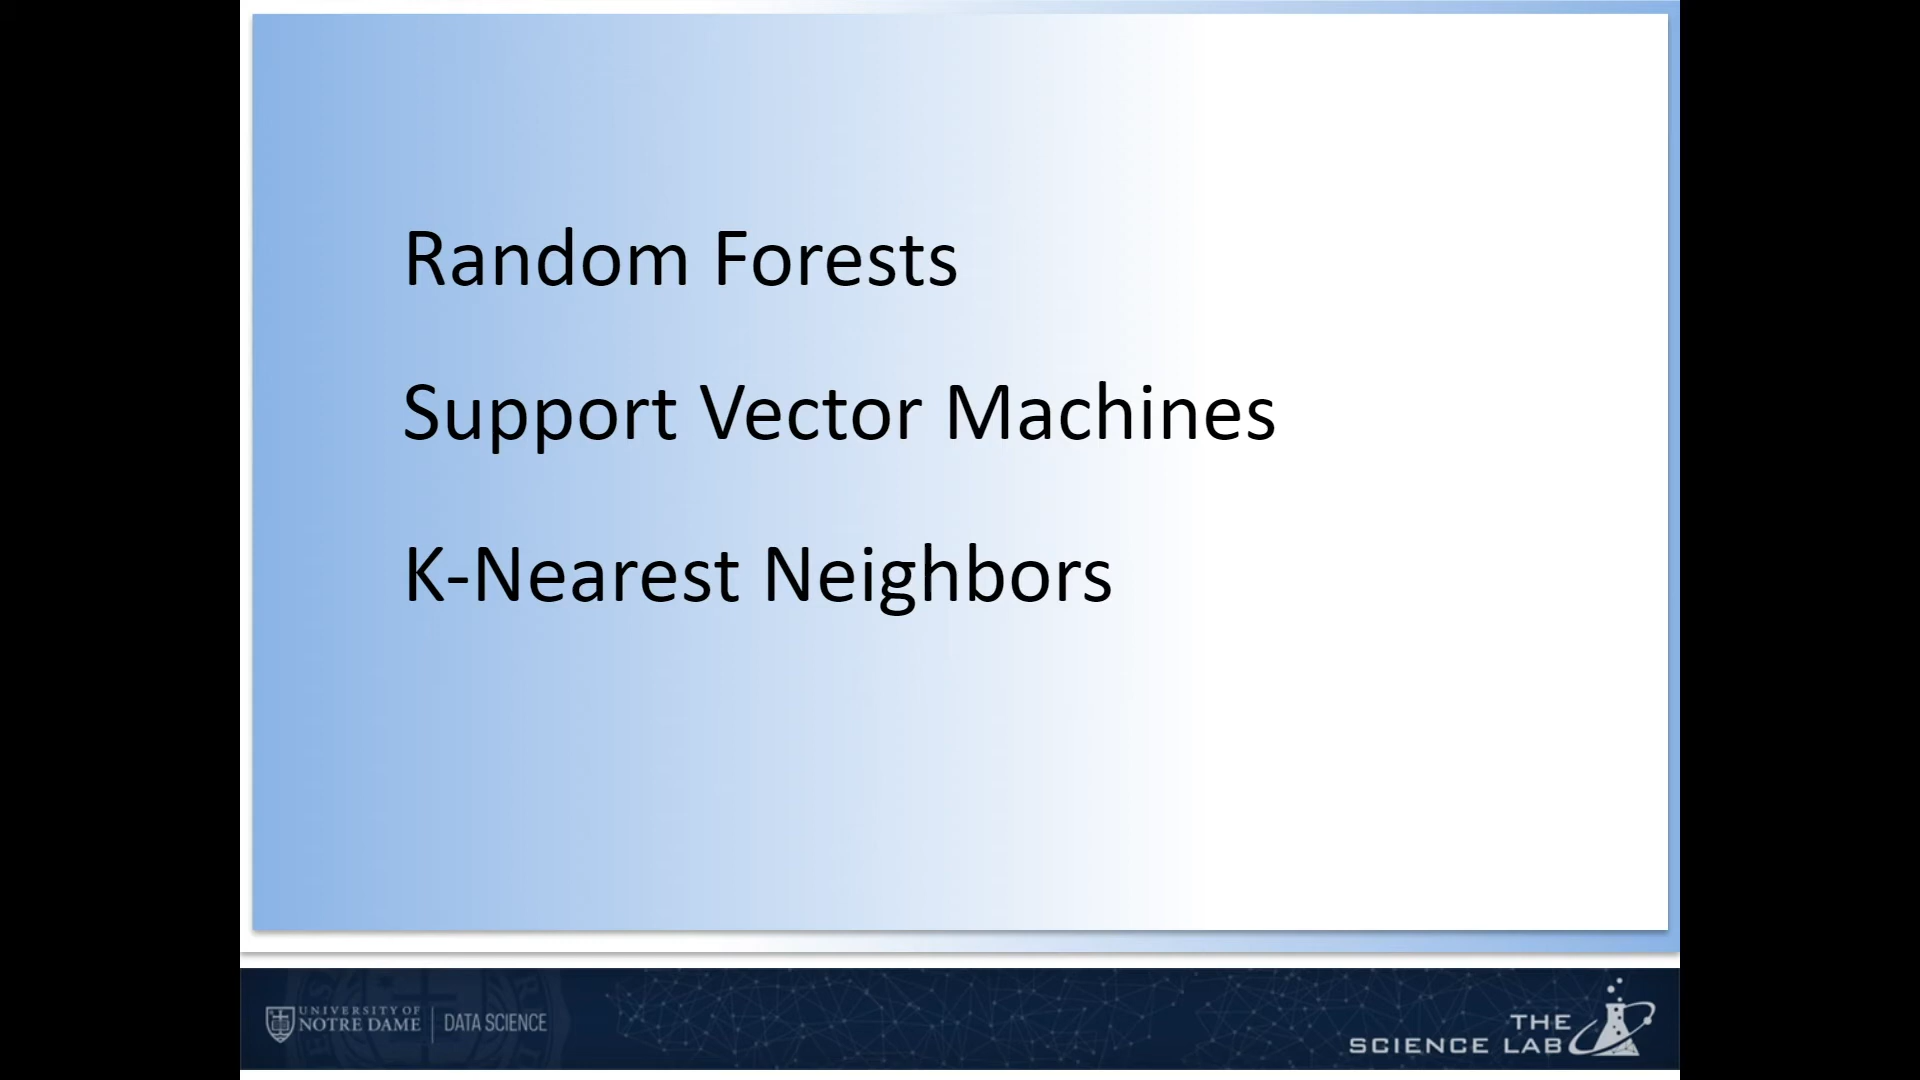 Random Forests
Support Vector Machines
K-Nearest Neighbors
UNIVERSITY OF
NOTRE DAME
DATA SCIENCE
THE
SCIENCE LAB